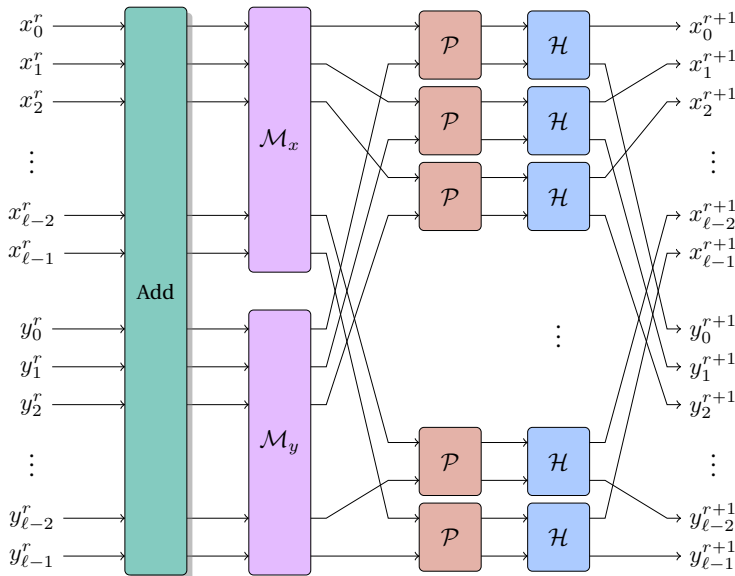 x_0^r P H x_0^{r+1}
x_1^r x_1^{r+1}
x_2^r P H x_2^{r+1}
⋮ M_x P H ⋮
x_{ℓ−2}^r x_{ℓ−2}^{r+1}
x_{ℓ−1}^r x_{ℓ−1}^{r+1}
Add
y_0^r ⋮ y_0^{r+1}
y_1^r y_1^{r+1}
y_2^r y_2^{r+1}
⋮ M_y P H ⋮
y_{ℓ−2}^r y_{ℓ−2}^{r+1}
y_{ℓ−1}^r P H y_{ℓ−1}^{r+1}